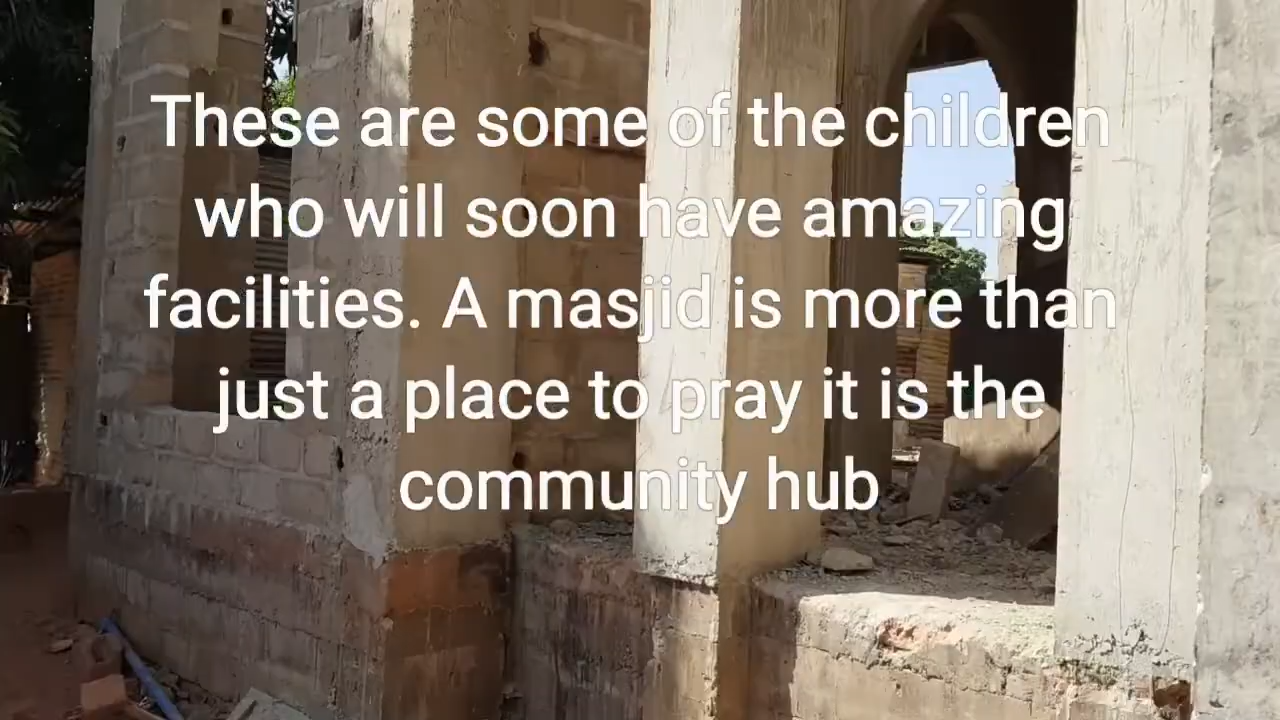 These are some of the children
who will soon have amazing
facilities. A masjid is more than
just a place to pray it is the
community hub